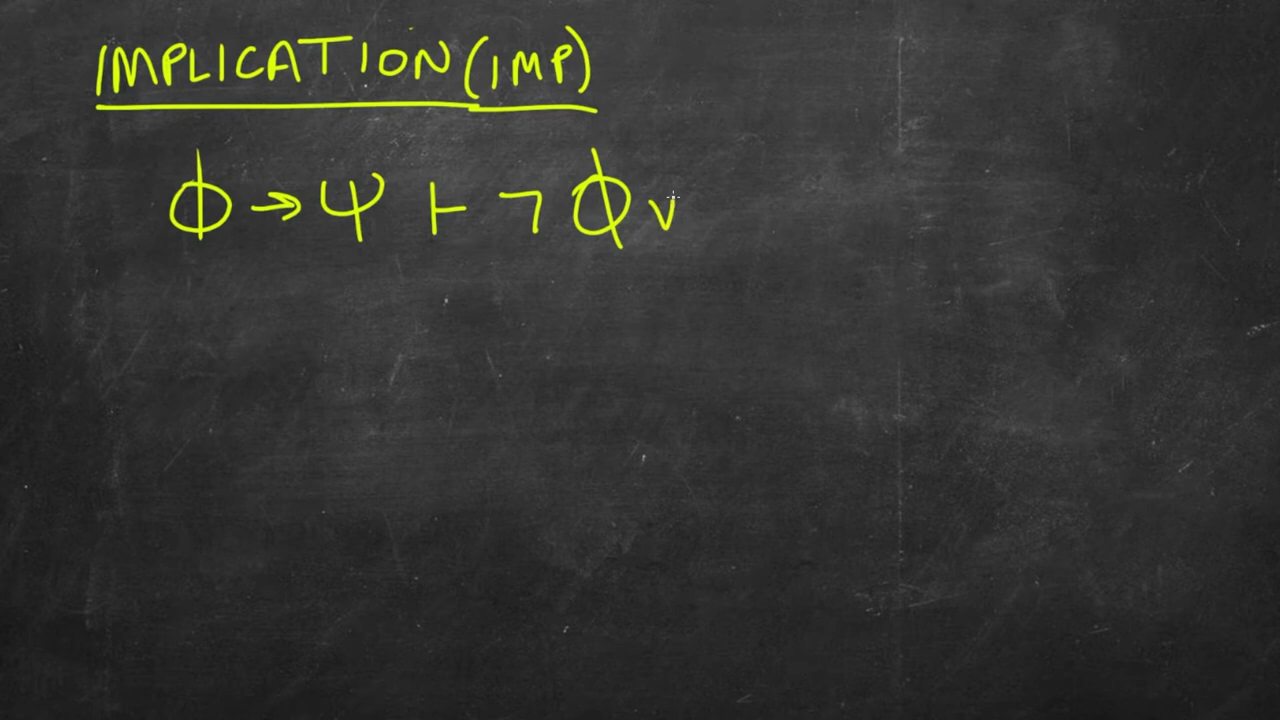 IMPLICATION (IMP)
ϕ → ψ ⊢ ¬ ϕ ∨